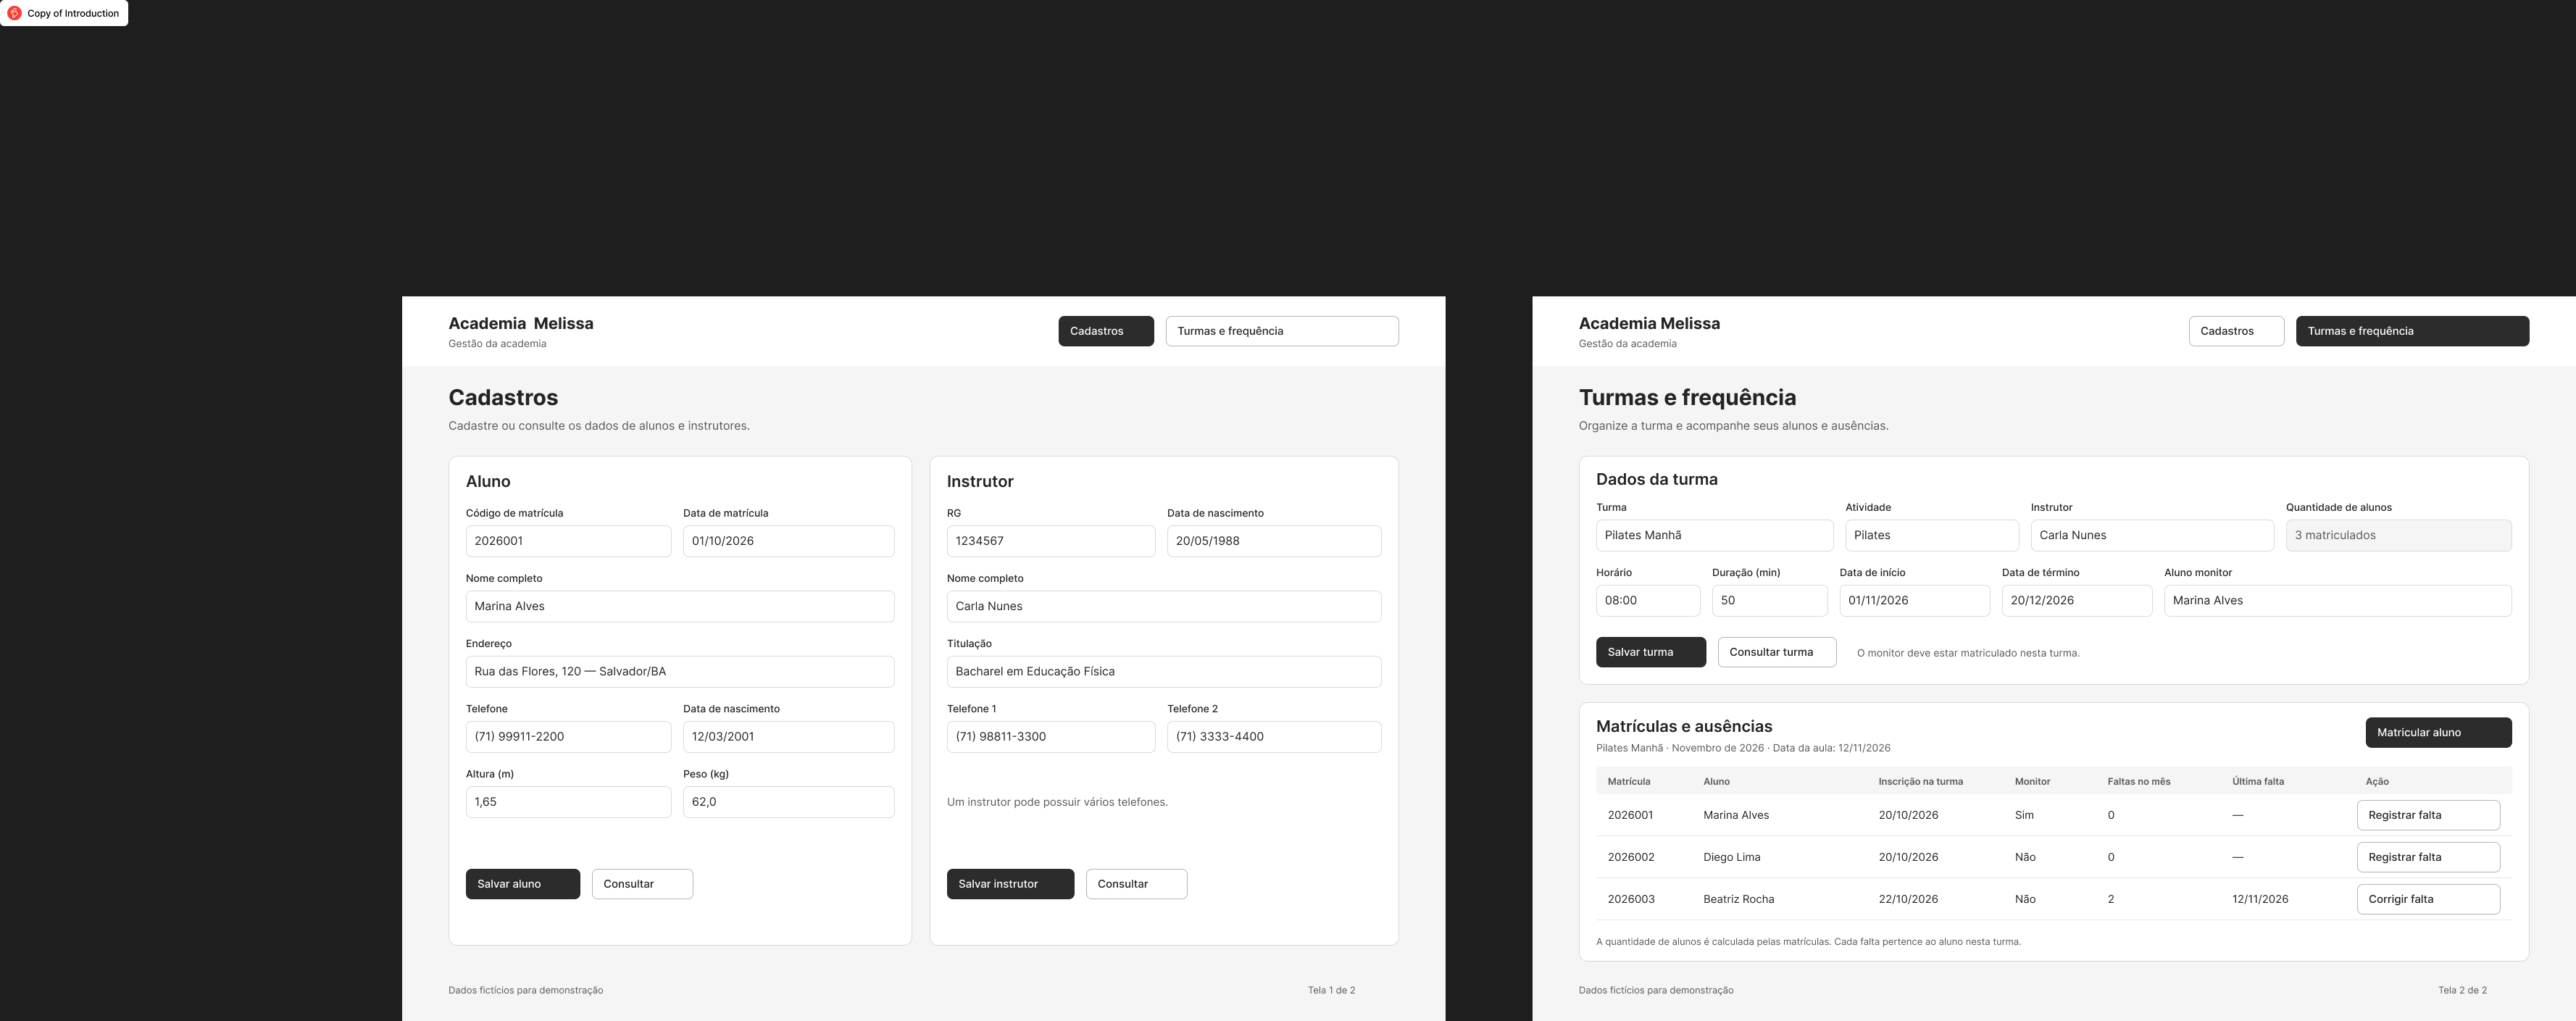 Copy of Introduction
Academia  Melissa
Gestão da academia
Cadastros
Turmas e frequência
Cadastros
Cadastre ou consulte os dados de alunos e instrutores.
Aluno
Código de matrícula
Data de matrícula
2026001
01/10/2026
Nome completo
Marina Alves
Endereço
Rua das Flores, 120 — Salvador/BA
Telefone
Data de nascimento
(71) 99911-2200
12/03/2001
Altura (m)
Peso (kg)
1,65
62,0
Salvar aluno
Consultar
Instrutor
RG
Data de nascimento
1234567
20/05/1988
Nome completo
Carla Nunes
Titulação
Bacharel em Educação Física
Telefone 1
Telefone 2
(71) 98811-3300
(71) 3333-4400
Um instrutor pode possuir vários telefones.
Salvar instrutor
Consultar
Dados fictícios para demonstração
Tela 1 de 2
Academia Melissa
Gestão da academia
Cadastros
Turmas e frequência
Turmas e frequência
Organize a turma e acompanhe seus alunos e ausências.
Dados da turma
Turma
Atividade
Instrutor
Quantidade de alunos
Pilates Manhã
Pilates
Carla Nunes
3 matriculados
Horário
Duração (min)
Data de início
Data de término
Aluno monitor
08:00
50
01/11/2026
20/12/2026
Marina Alves
Salvar turma
Consultar turma
O monitor deve estar matriculado nesta turma.
Matrículas e ausências
Pilates Manhã · Novembro de 2026 · Data da aula: 12/11/2026
Matricular aluno
Matrícula Aluno Inscrição na turma Monitor Faltas no mês Última falta Ação
2026001 Marina Alves 20/10/2026 Sim 0 — Registrar falta
2026002 Diego Lima 20/10/2026 Não 0 — Registrar falta
2026003 Beatriz Rocha 22/10/2026 Não 2 12/11/2026 Corrigir falta
A quantidade de alunos é calculada pelas matrículas. Cada falta pertence ao aluno nesta turma.
Dados fictícios para demonstração
Tela 2 de 2